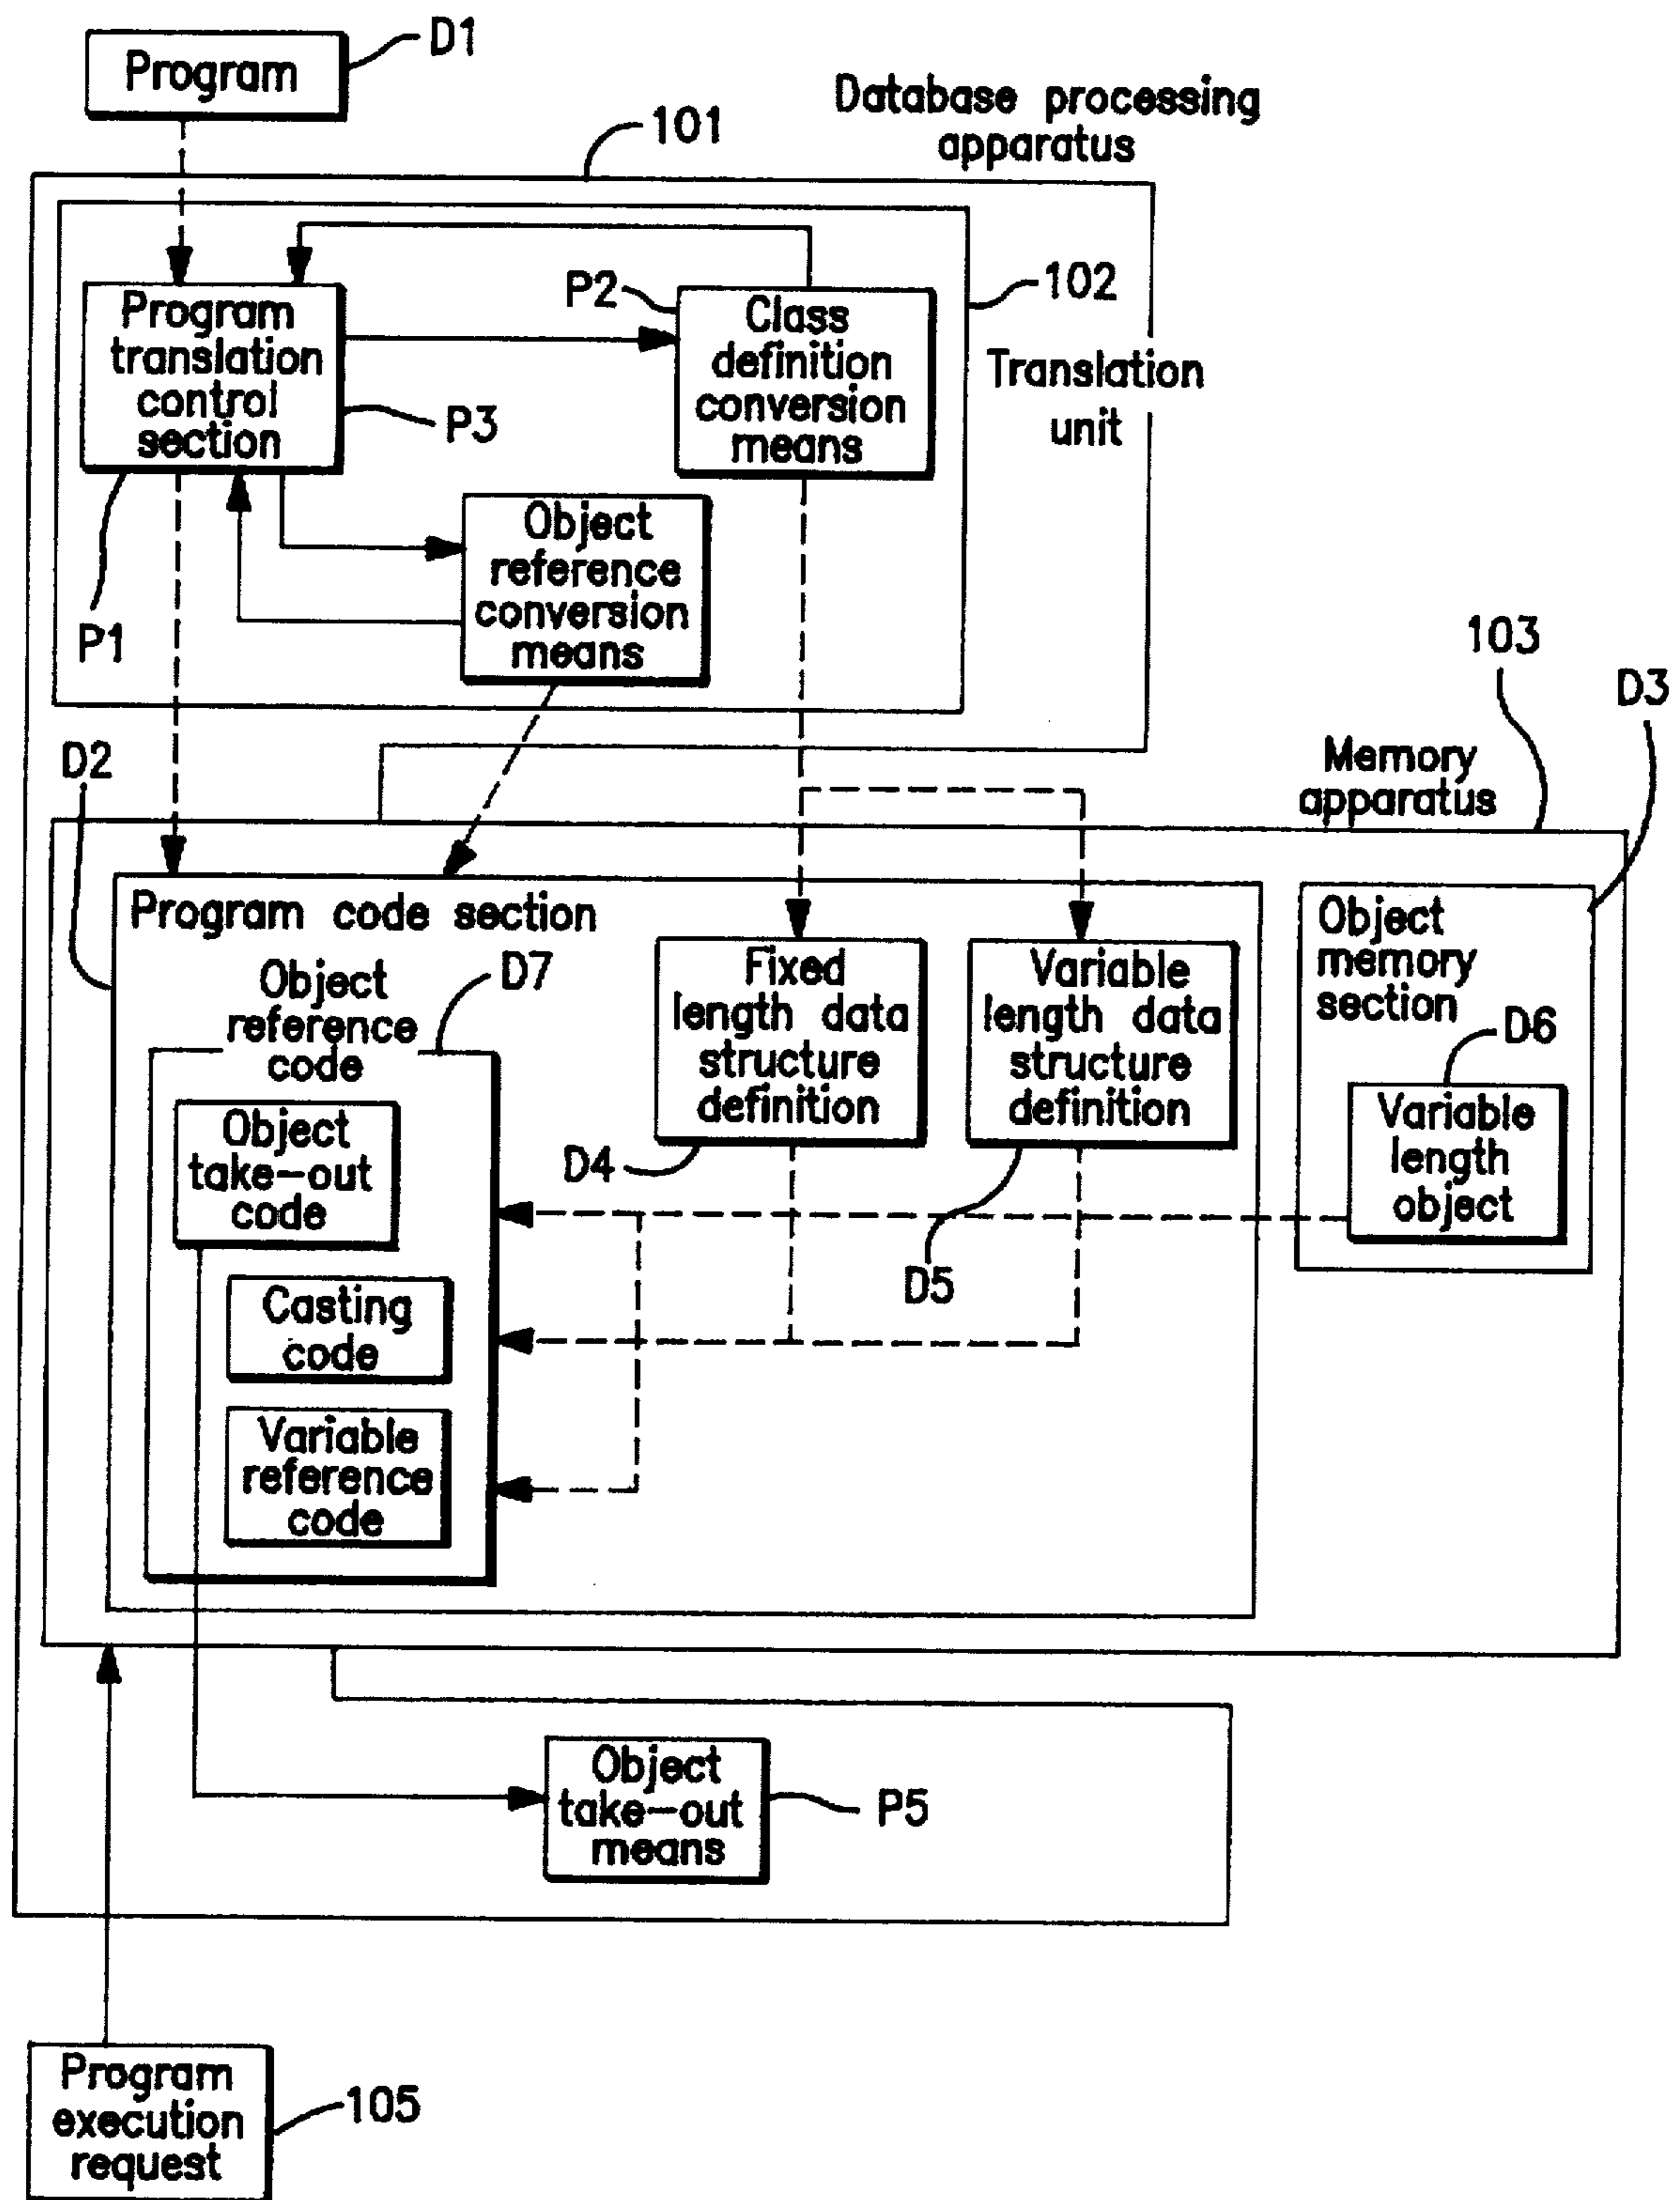 Program
D1
Database processing
apparatus
101
102
Translation
unit
Program
translation
control
section
P3
P2
Class
definition
conversion
means
Object
reference
conversion
means
P1
103
D3
D2
Memory
apparatus
Program code section
Object
reference
code
D7
Object
take-out
code
Casting
code
Variable
reference
code
Fixed
length data
structure
definition
D4
Variable
length data
structure
definition
D5
Object
memory
section
D6
Variable
length
object
Object
take-out
means
P5
Program
execution
request
105